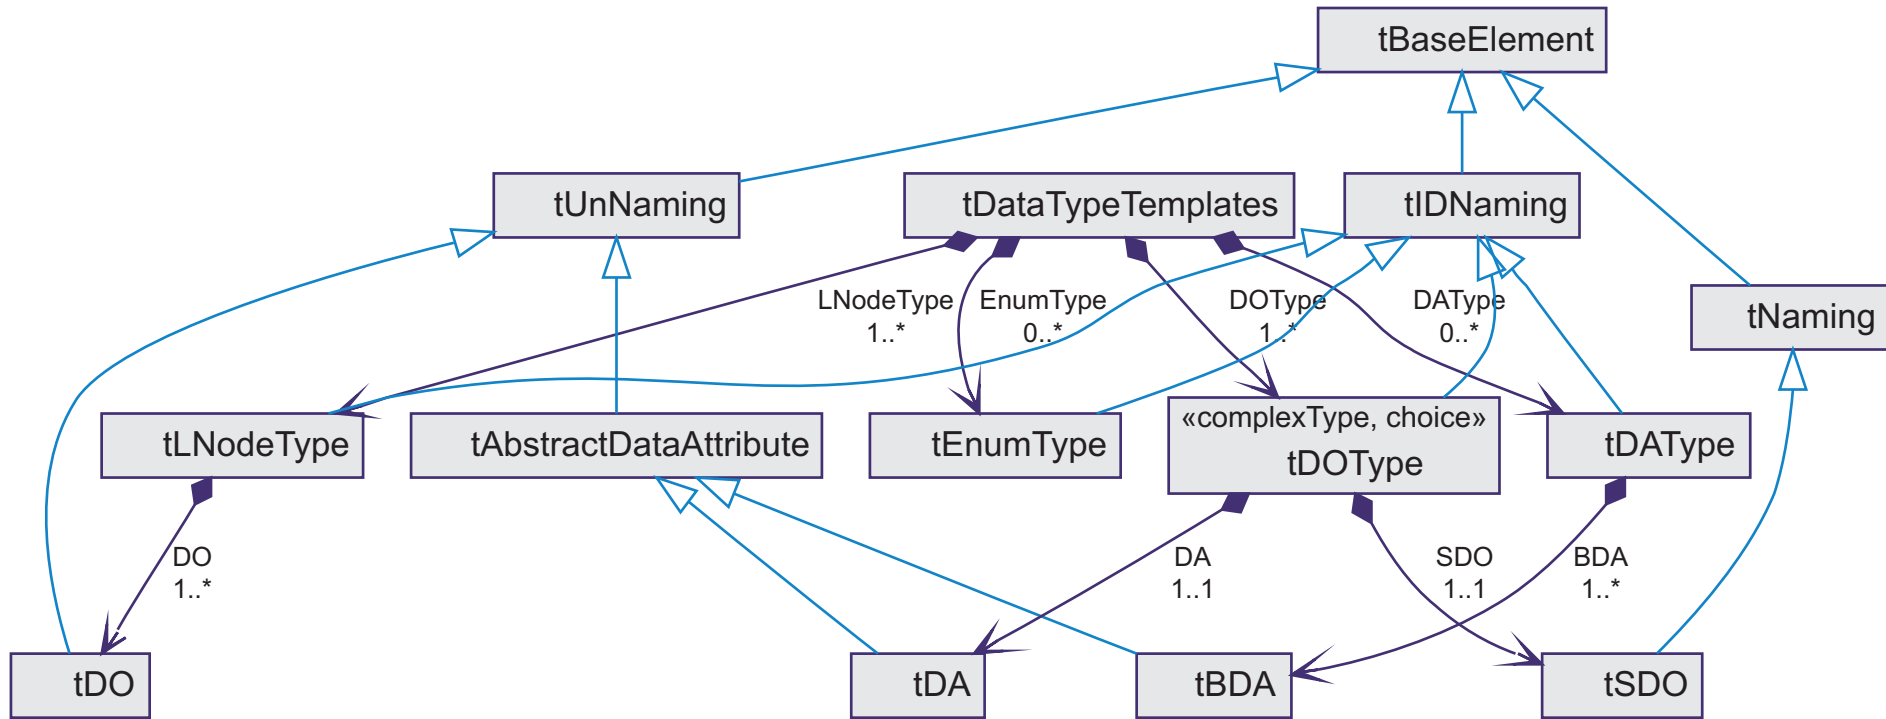 tBaseElement
tUnNaming
tDataTypeTemplates
tIDNaming
tNaming
LNodeType
1..*
EnumType
0..*
DOType
1..*
DAType
0..*
tLNodeType
tAbstractDataAttribute
tEnumType
«complexType, choice»
tDOType
tDAType
DO
1..*
DA
1..1
SDO
1..1
BDA
1..*
tDO
tDA
tBDA
tSDO